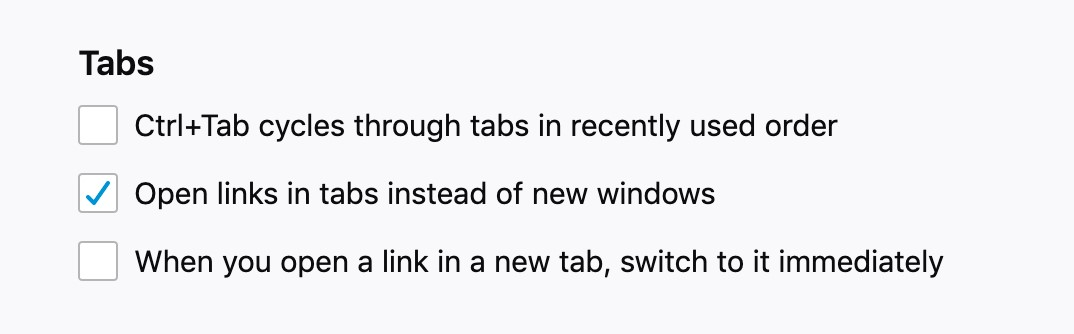 Tabs
Ctrl+Tab cycles through tabs in recently used order
Open links in tabs instead of new windows
When you open a link in a new tab, switch to it immediately